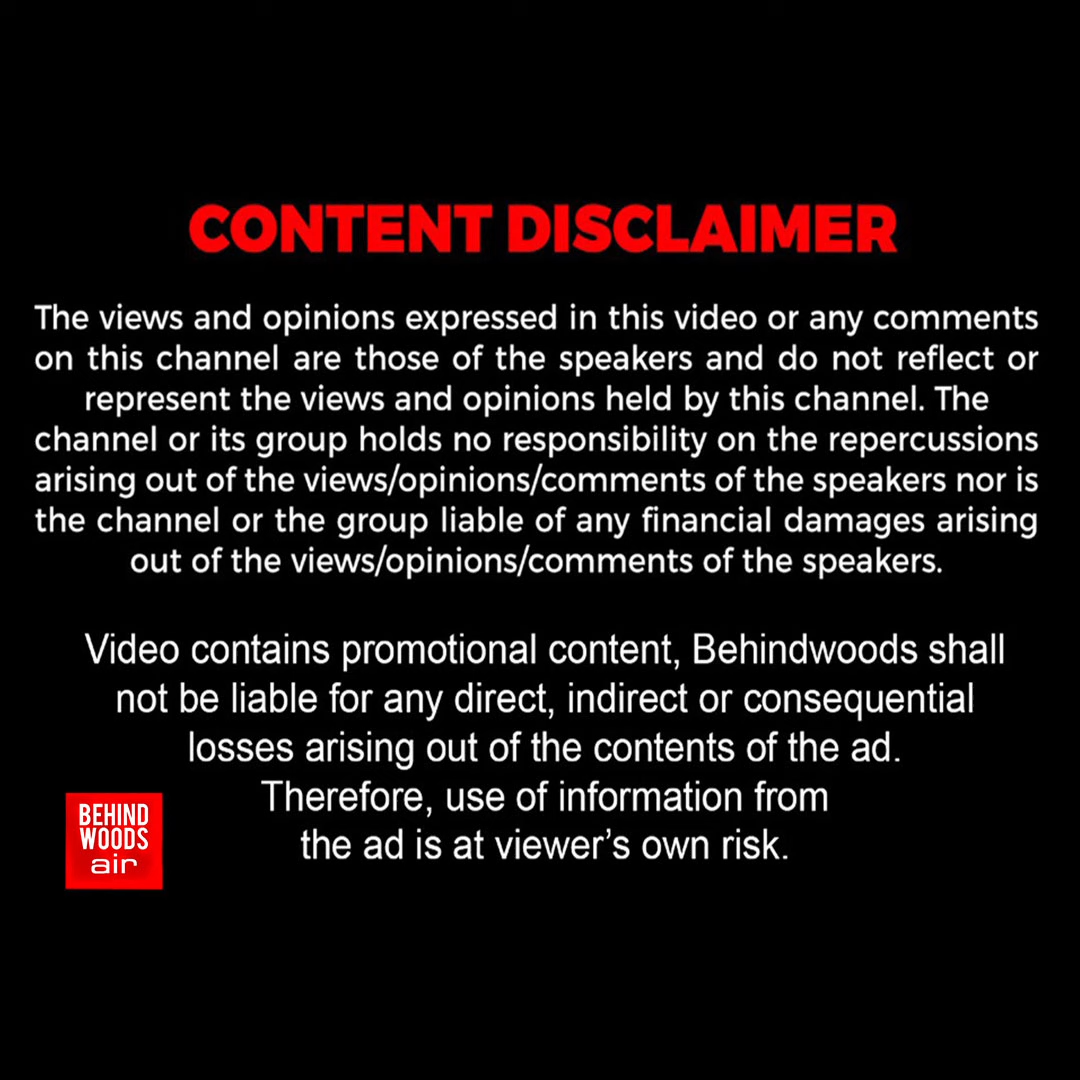 CONTENT DISCLAIMER
The views and opinions expressed in this video or any comments
on this channel are those of the speakers and do not reflect or
represent the views and opinions held by this channel. The
channel or its group holds no responsibility on the repercussions
arising out of the views/opinions/comments of the speakers nor is
the channel or the group liable of any financial damages arising
out of the views/opinions/comments of the speakers.
Video contains promotional content, Behindwoods shall
not be liable for any direct, indirect or consequential
losses arising out of the contents of the ad.
Therefore, use of information from
the ad is at viewer’s own risk.
BEHIND
WOODS
air